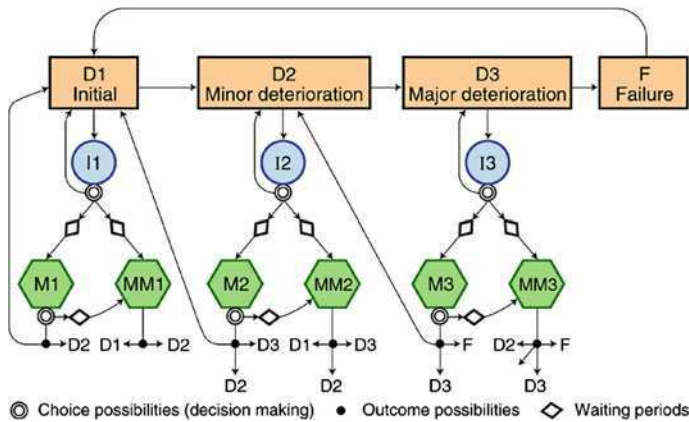 D1
Initial
D2
Minor deterioration
D3
Major deterioration
F
Failure
I1
I2
I3
M1
MM1
M2
MM2
M3
MM3
D2
D1
D2
D3
D1
D3
F
D2
F
D2
D2
D3
D3
Choice possibilities (decision making)
Outcome possibilities
Waiting periods